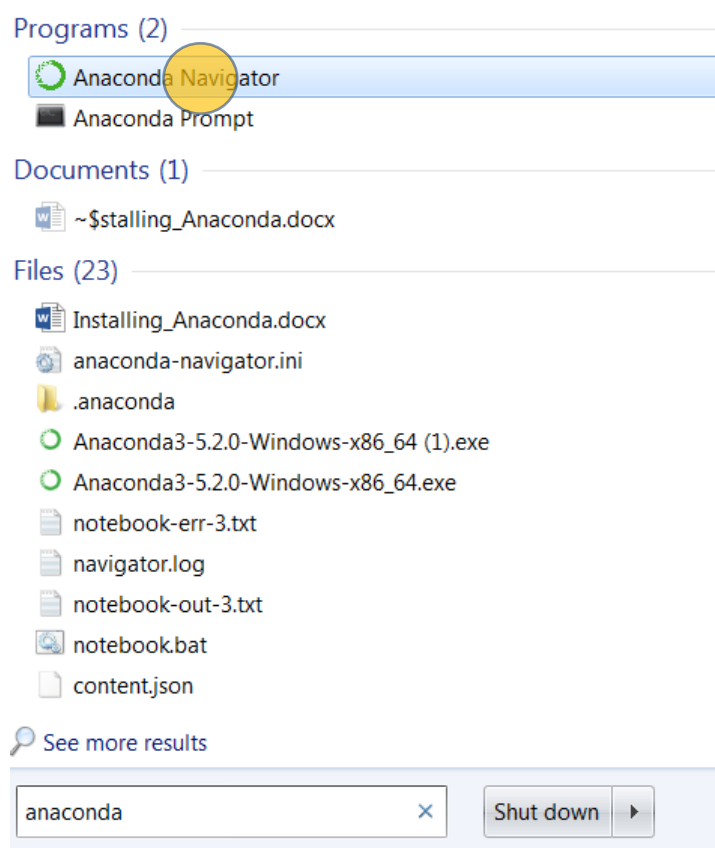 Programs (2)
Anaconda Navigator
Anaconda Prompt
Documents (1)
~$stalling_Anaconda.docx
Files (23)
Installing_Anaconda.docx
anaconda-navigator.ini
.anaconda
Anaconda3-5.2.0-Windows-x86_64 (1).exe
Anaconda3-5.2.0-Windows-x86_64.exe
notebook-err-3.txt
navigator.log
notebook-out-3.txt
notebook.bat
content.json
See more results
anaconda
Shut down